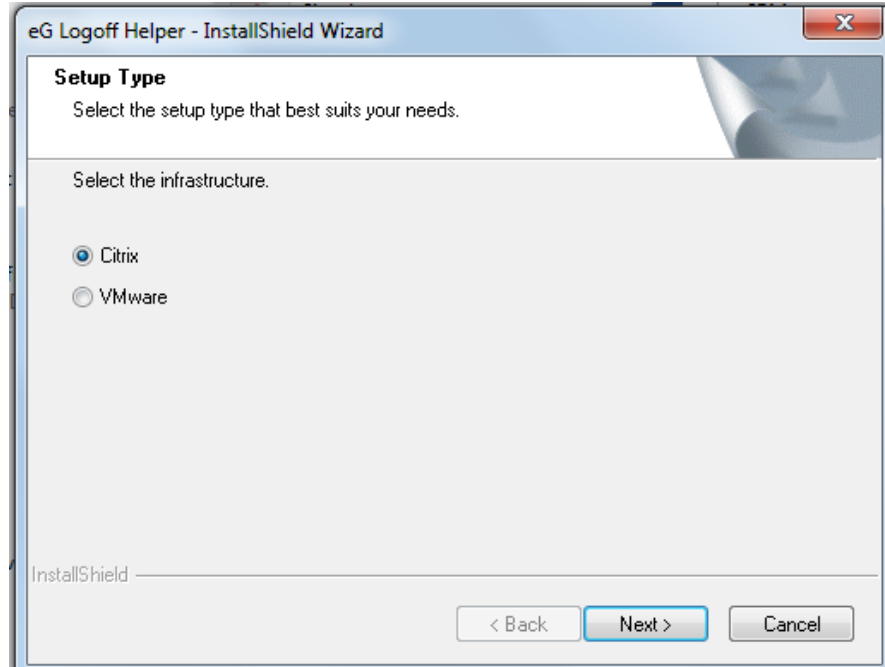 eG Logoff Helper - InstallShield Wizard
Setup Type
Select the setup type that best suits your needs.
Select the infrastructure.
Citrix
VMware
InstallShield
< Back
Next >
Cancel